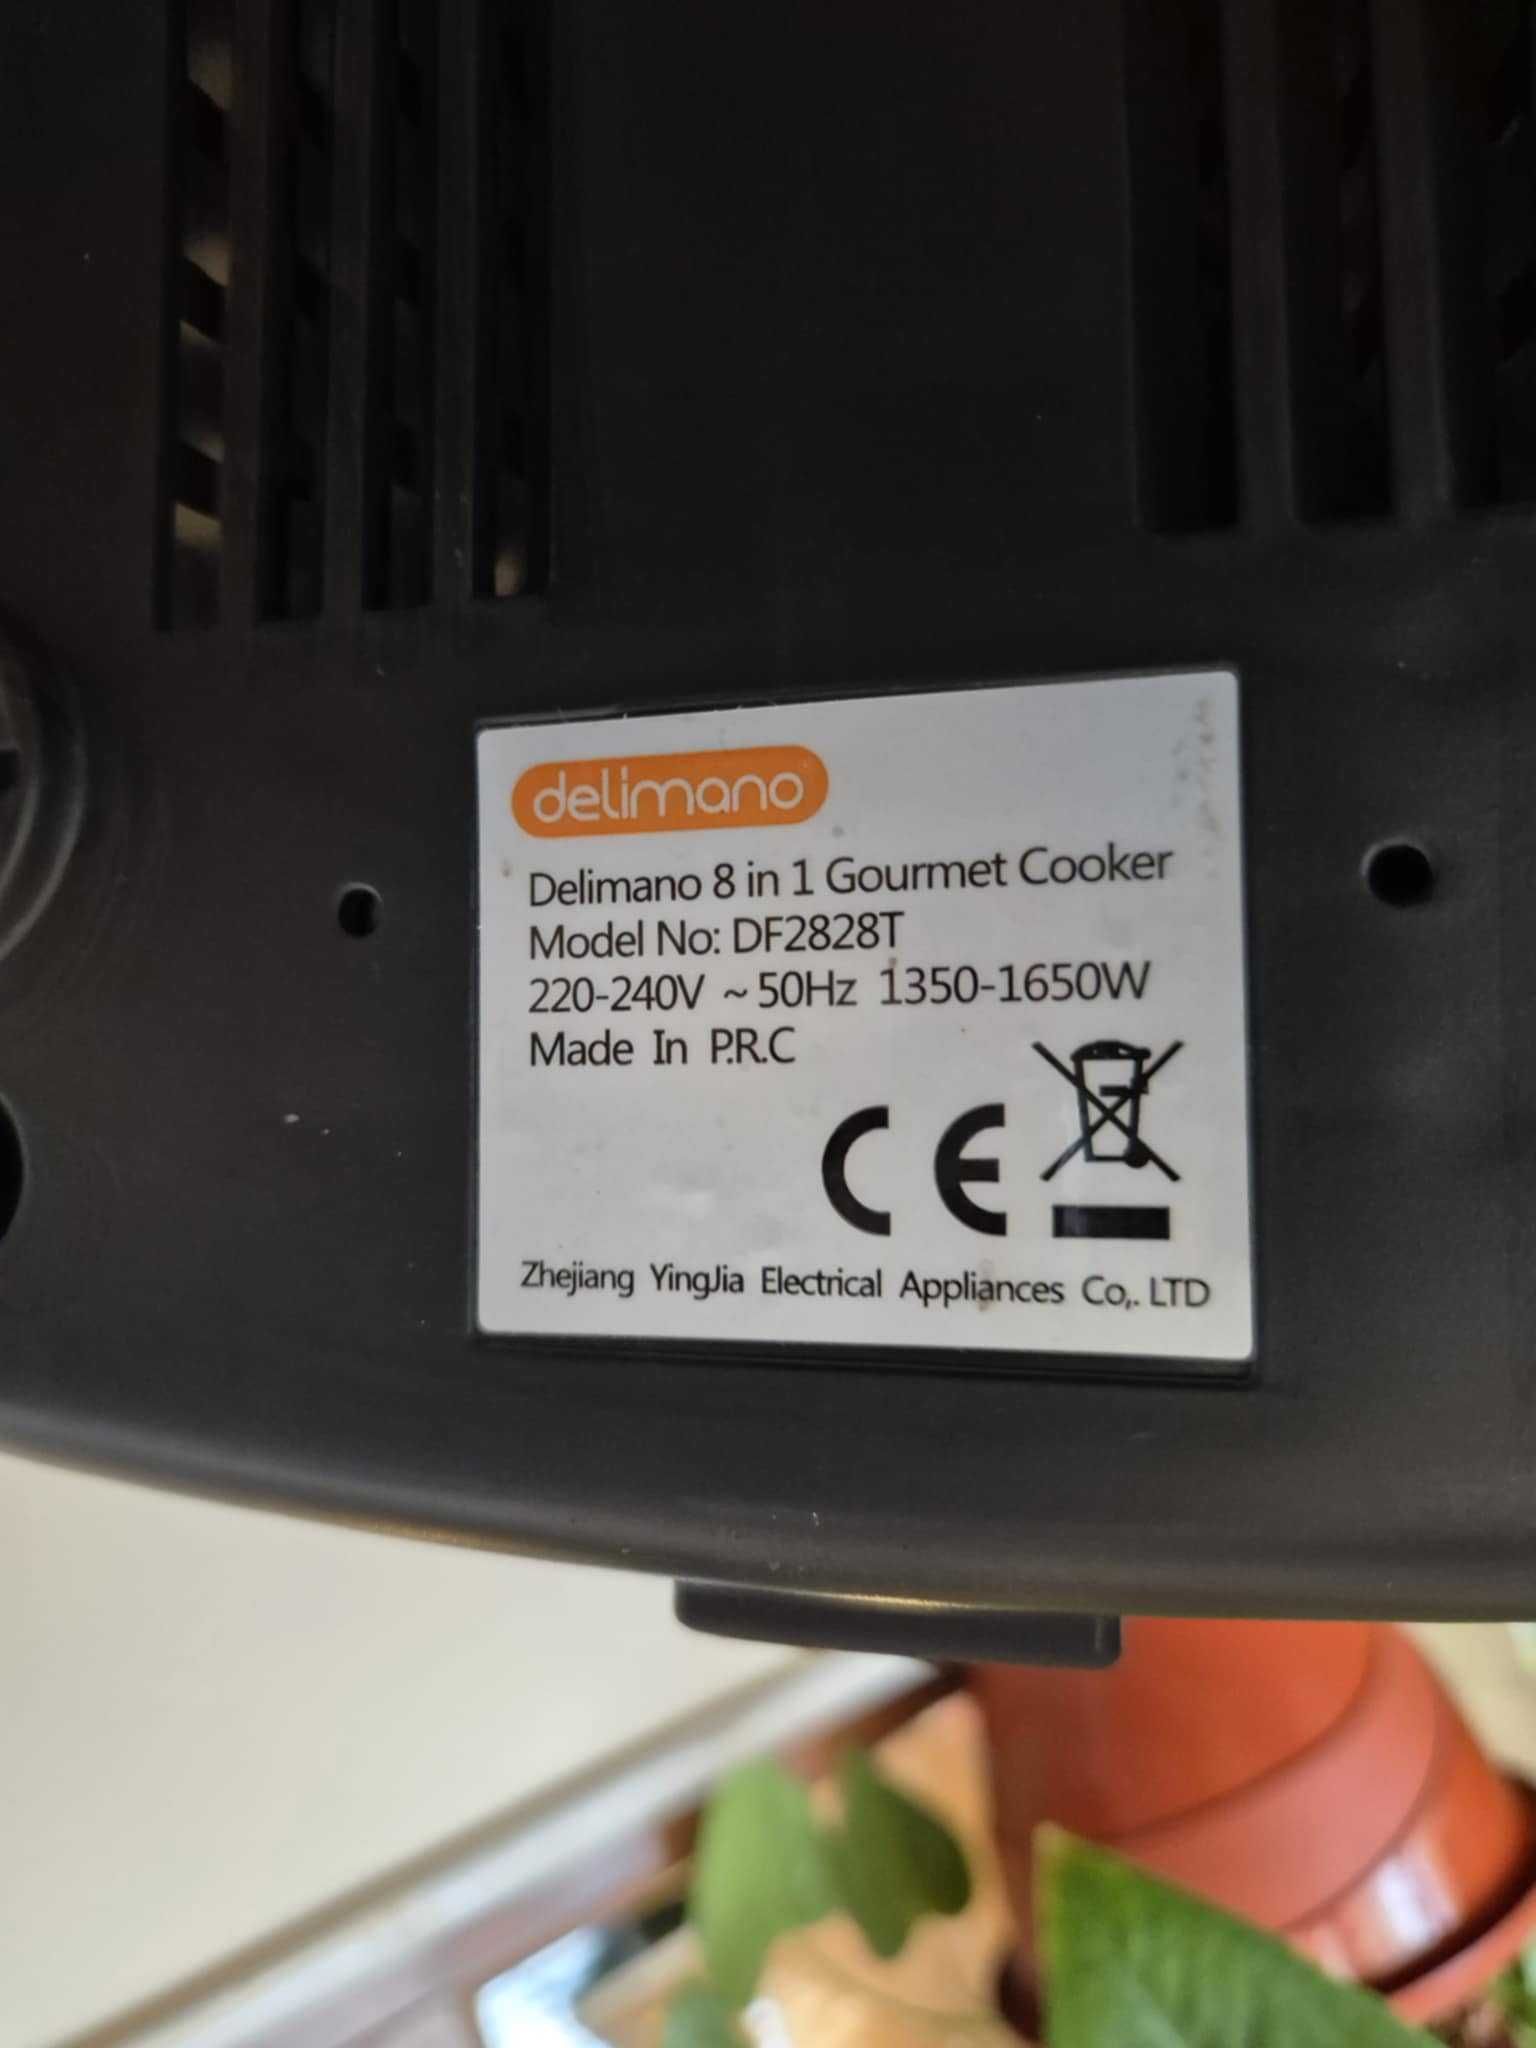 delimano
Delimano 8 in 1 Gourmet Cooker
Model No: DF2828T
220-240V ~ 50Hz 1350-1650W
Made In P.R.C
CE
Zhejiang YingJia Electrical Appliances Co,. LTD